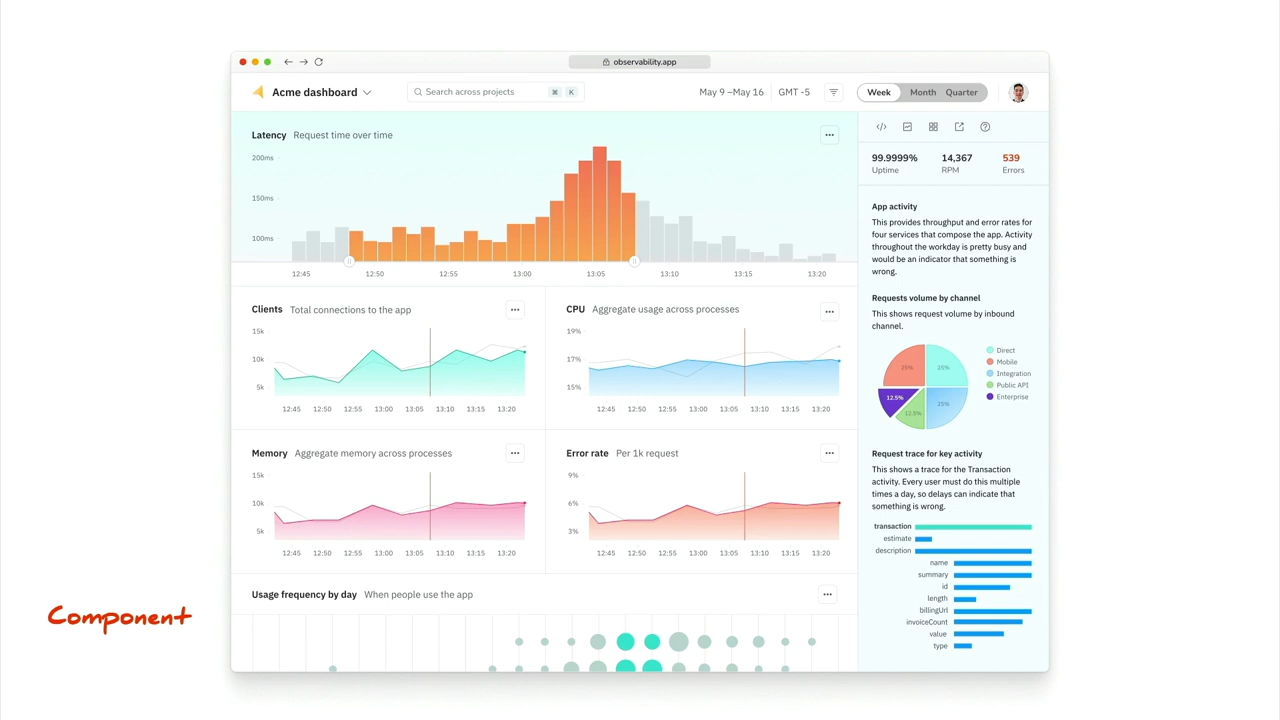 observability.app
Acme dashboard
Search across projects
⌘ K
May 9 –May 16
GMT -5
Week Month Quarter
Latency Request time over time
200ms
150ms
100ms
12:45 12:50 12:55 13:00 13:05 13:10 13:15 13:20
Clients Total connections to the app
15k
10k
5k
12:45 12:50 12:55 13:00 13:05 13:10 13:15 13:20
CPU Aggregate usage across processes
19%
17%
15%
12:45 12:50 12:55 13:00 13:05 13:10 13:15 13:20
Memory Aggregate memory across processes
15k
10k
5k
12:45 12:50 12:55 13:00 13:05 13:10 13:15 13:20
Error rate Per 1k request
9%
6%
3%
12:45 12:50 12:55 13:00 13:05 13:10 13:15 13:20
Usage frequency by day When people use the app
99.9999% 14,367 539
Uptime RPM Errors
App activity
This provides throughput and error rates for
four services that compose the app. Activity
throughout the workday is pretty busy and
would be an indicator that something is
wrong.
Requests volume by channel
This shows request volume by inbound
channel.
25% 25%
12.5% 25%
12.5%
Direct
Mobile
Integration
Public API
Enterprise
Request trace for key activity
This shows a trace for the Transaction
activity. Every user must do this multiple
times a day, so delays can indicate that
something is wrong.
transaction
estimate
description
name
summary
id
length
billingUrl
invoiceCount
value
type
Component